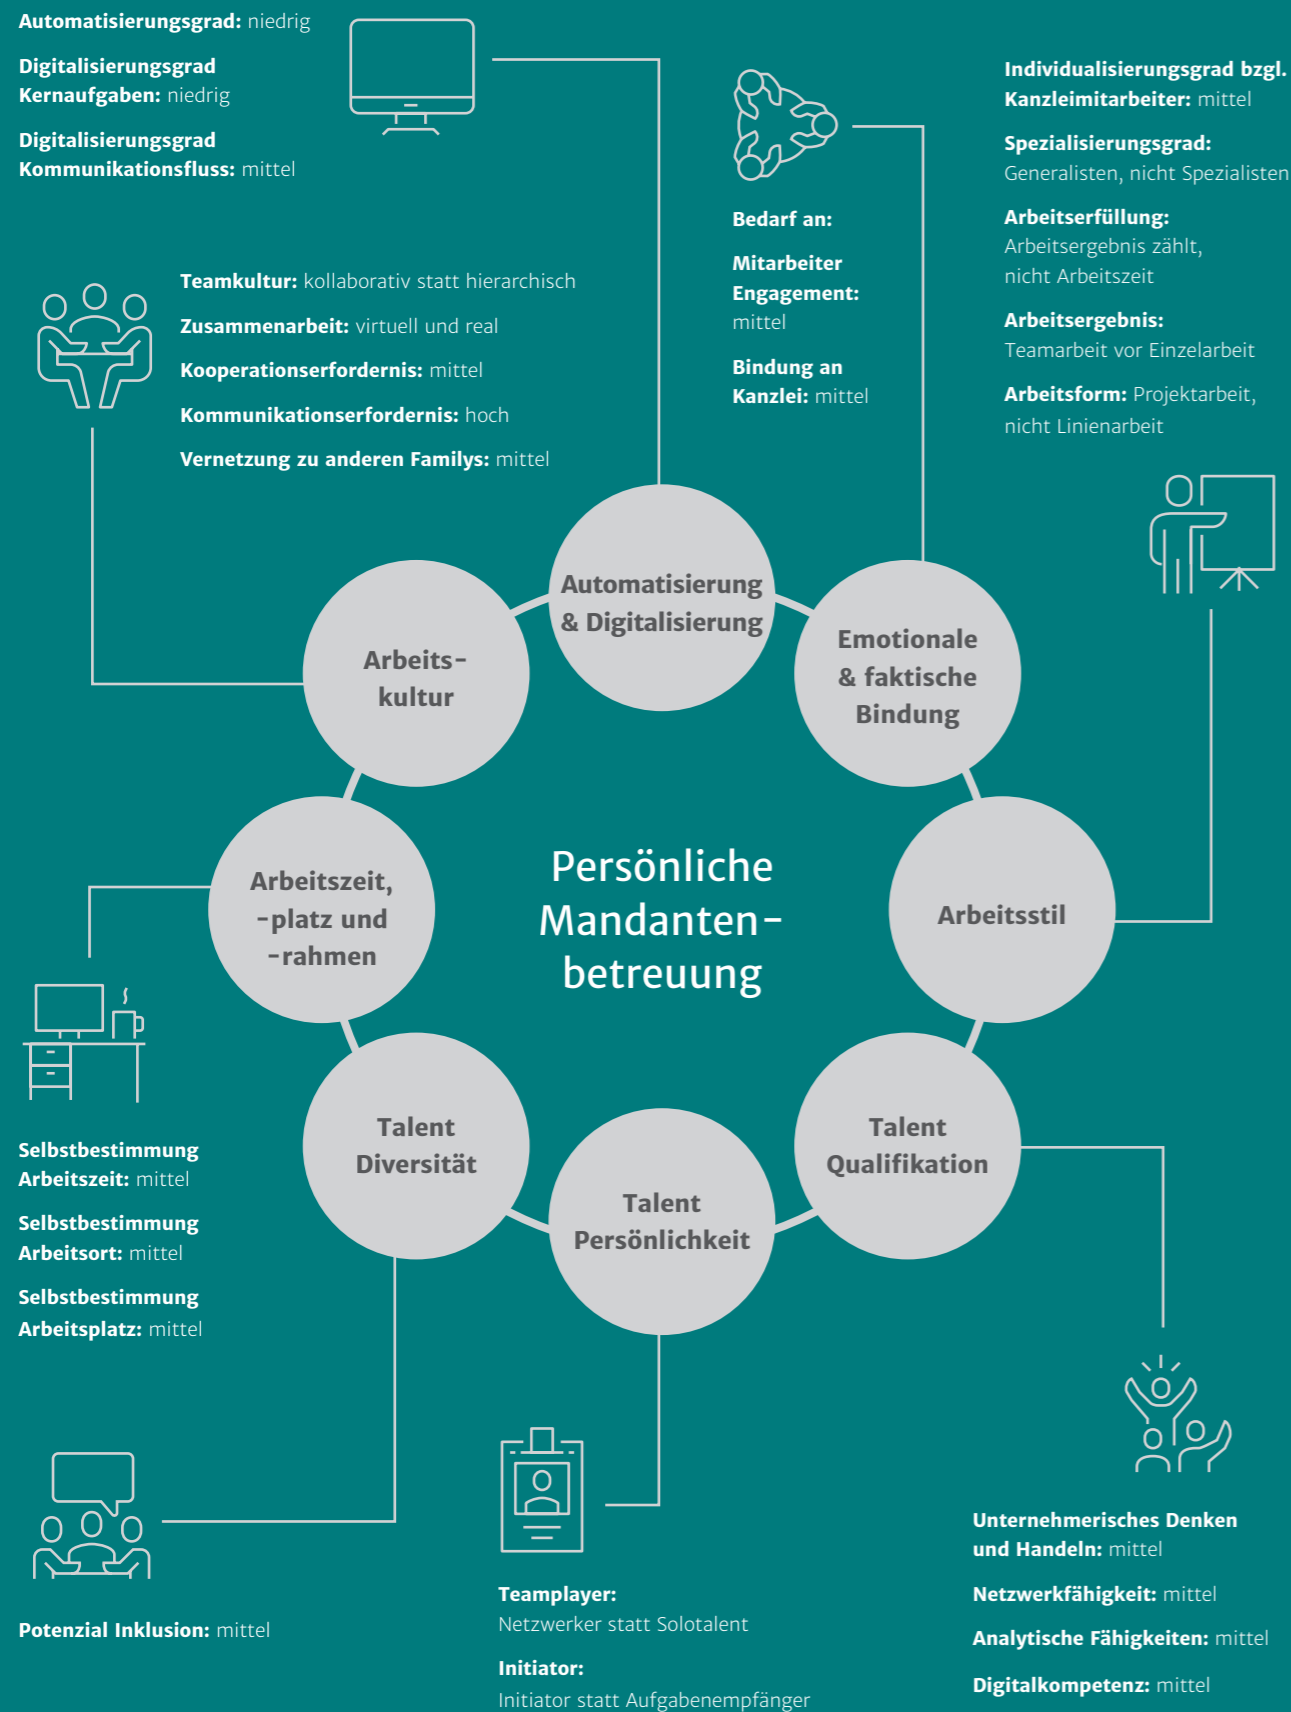 Automatisierungsgrad: niedrig
Digitalisierungsgrad
Kernaufgaben: niedrig
Digitalisierungsgrad
Kommunikationsfluss: mittel
Teamkultur: kollaborativ statt hierarchisch
Zusammenarbeit: virtuell und real
Kooperationserfordernis: mittel
Kommunikationserfordernis: hoch
Vernetzung zu anderen Familys: mittel
Bedarf an:
Mitarbeiter
Engagement:
mittel
Bindung an
Kanzlei: mittel
Individualisierungsgrad bzgl.
Kanzleimitarbeiter: mittel
Spezialisierungsgrad:
Generalisten, nicht Spezialisten
Arbeitserfüllung:
Arbeitsergebnis zählt,
nicht Arbeitszeit
Arbeitsergebnis:
Teamarbeit vor Einzelarbeit
Arbeitsform: Projektarbeit,
nicht Linienarbeit
Automatisierung
& Digitalisierung
Emotionale
& faktische
Bindung
Arbeits-
kultur
Arbeitszeit,
-platz und
-rahmen
Persönliche
Mandanten-
betreuung
Arbeitsstil
Talent
Diversität
Talent
Persönlichkeit
Talent
Qualifikation
Selbstbestimmung
Arbeitszeit: mittel
Selbstbestimmung
Arbeitsort: mittel
Selbstbestimmung
Arbeitsplatz: mittel
Potenzial Inklusion: mittel
Teamplayer:
Netzwerker statt Solotalent
Initiator:
Initiator statt Aufgabenempfänger
Unternehmerisches Denken
und Handeln: mittel
Netzwerkfähigkeit: mittel
Analytische Fähigkeiten: mittel
Digitalkompetenz: mittel